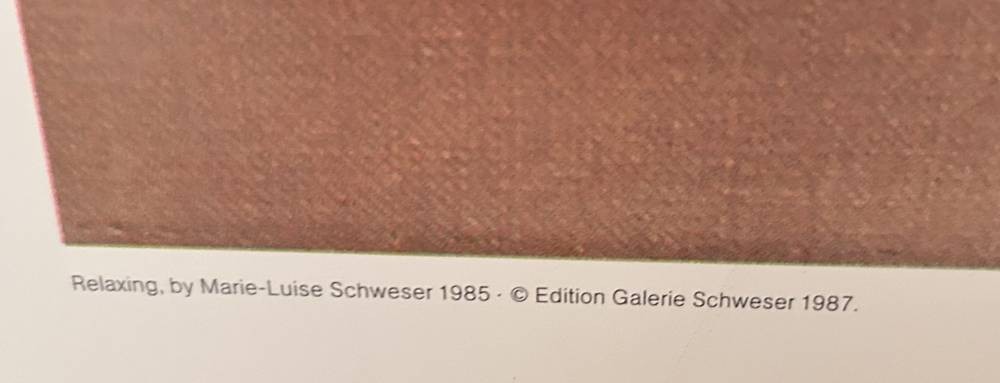 Relaxing, by Marie-Luise Schweser 1985 · © Edition Galerie Schweser 1987.